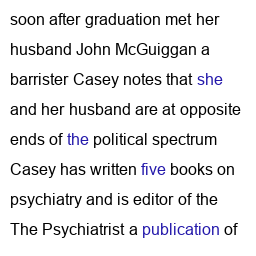 soon after graduation met her
husband John McGuiggan a
barrister Casey notes that she
and her husband are at opposite
ends of the political spectrum
Casey has written five books on
psychiatry and is editor of the
The Psychiatrist a publication of